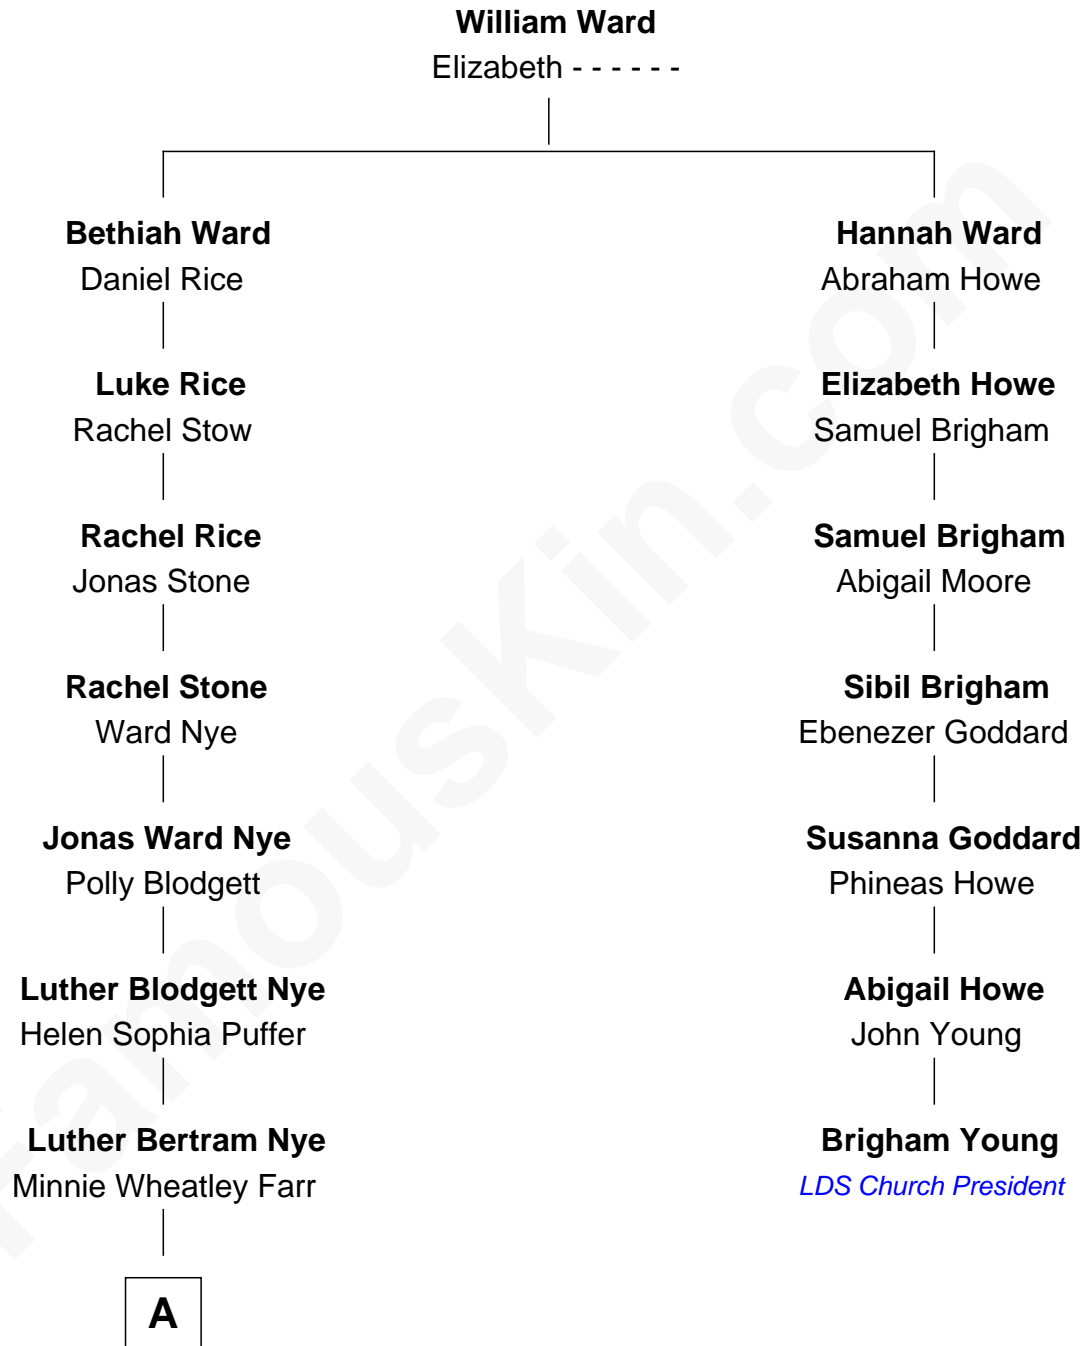 William Ward
Elizabeth - - - - - -
Bethiah Ward
Daniel Rice
Hannah Ward
Abraham Howe
Luke Rice
Rachel Stow
Elizabeth Howe
Samuel Brigham
Rachel Rice
Jonas Stone
Samuel Brigham
Abigail Moore
Rachel Stone
Ward Nye
Sibil Brigham
Ebenezer Goddard
Jonas Ward Nye
Polly Blodgett
Susanna Goddard
Phineas Howe
Luther Blodgett Nye
Helen Sophia Puffer
Abigail Howe
John Young
Luther Bertram Nye
Minnie Wheatley Farr
Brigham Young
LDS Church President
A
FamousKin.com